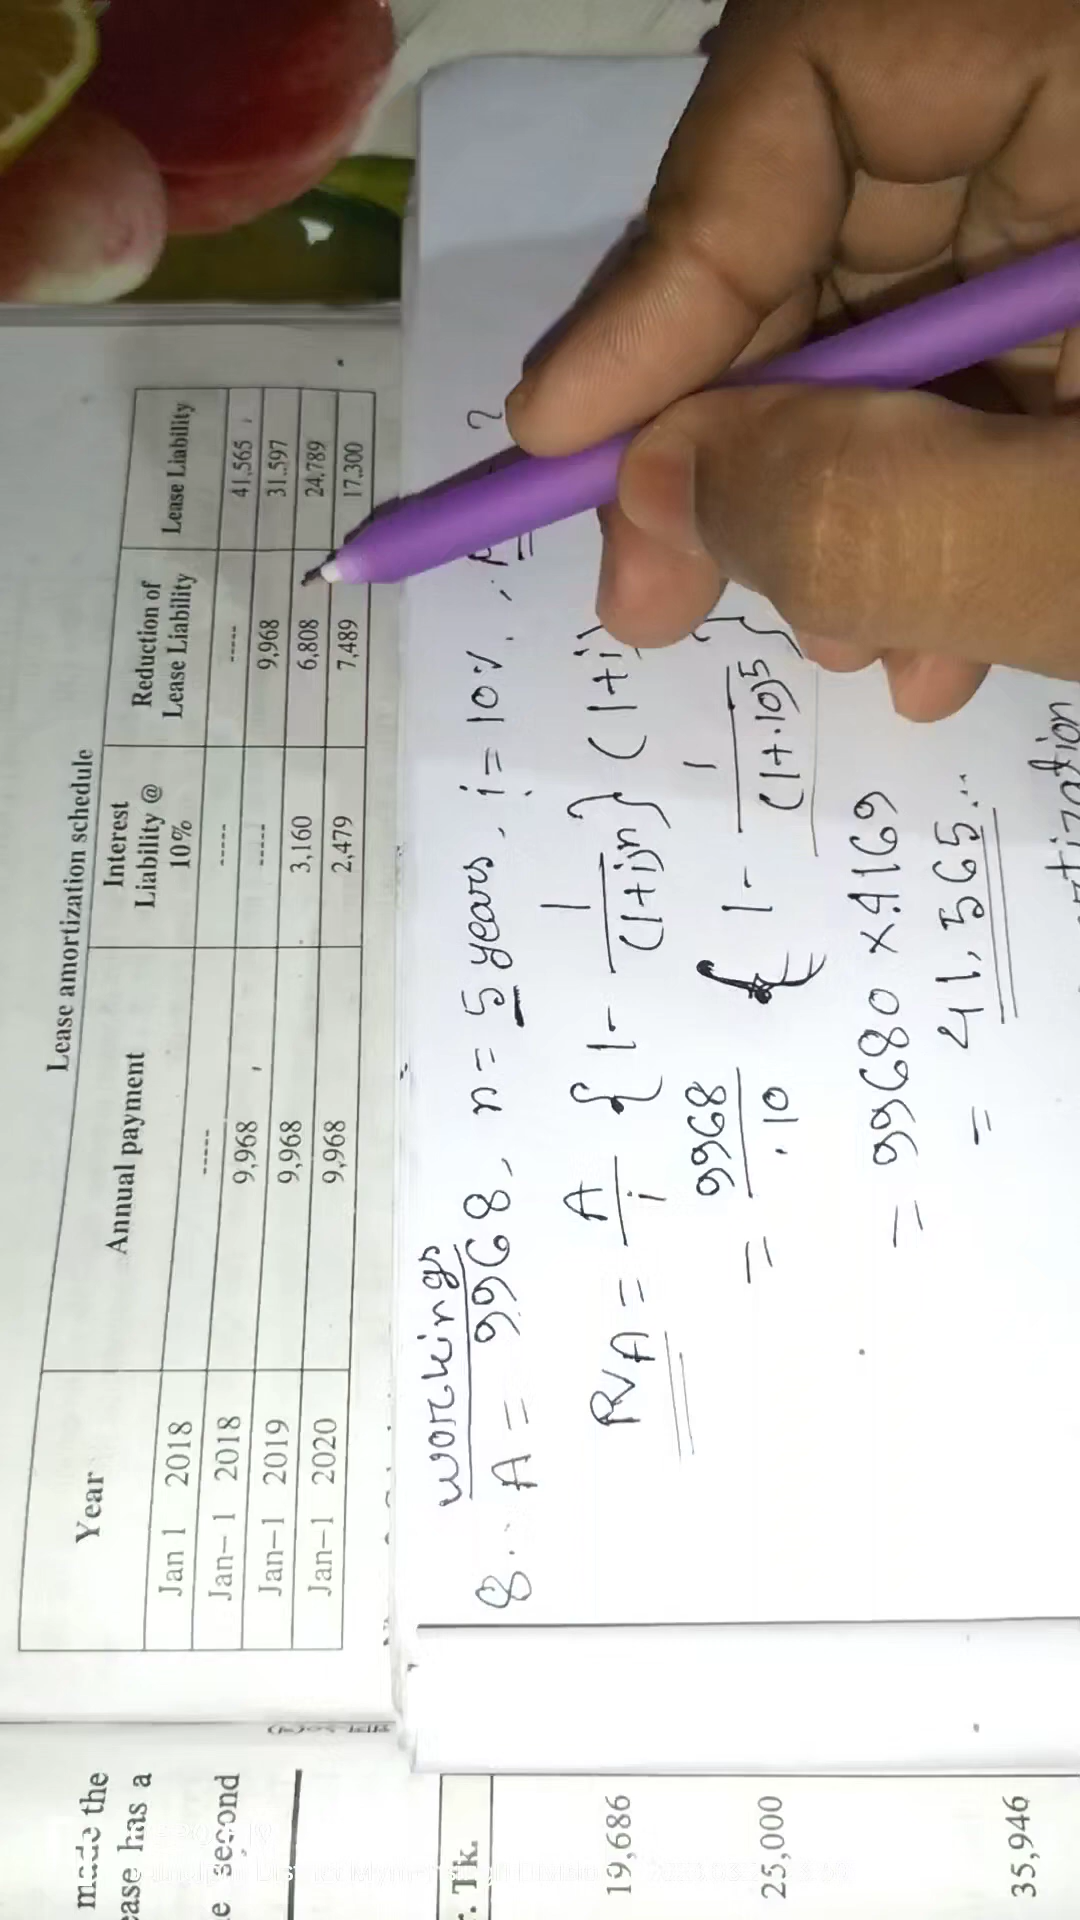 Lease amortization schedule
Year Annual payment Interest Liability @ 10% Reduction of Lease Liability Lease Liability
Jan 1 2018 ----- ----- ----- 41,565
Jan-1 2018 9,968 ----- 9,968 31,597
Jan-1 2019 9,968 3,160 6,808 24,789
Jan-1 2020 9,968 2,479 7,489 17,300
workings
8. A = 9968, n = 5 years, i = 10%, ?
PVA = A/i { 1 - 1/(1+i)n } (1+i)
= 9968/.10 { 1 - 1/(1+.10)5 }
= 99680 × .4169
= 41,565...
made the
ease has a
e second
Tk.
19,686
25,000
35,946